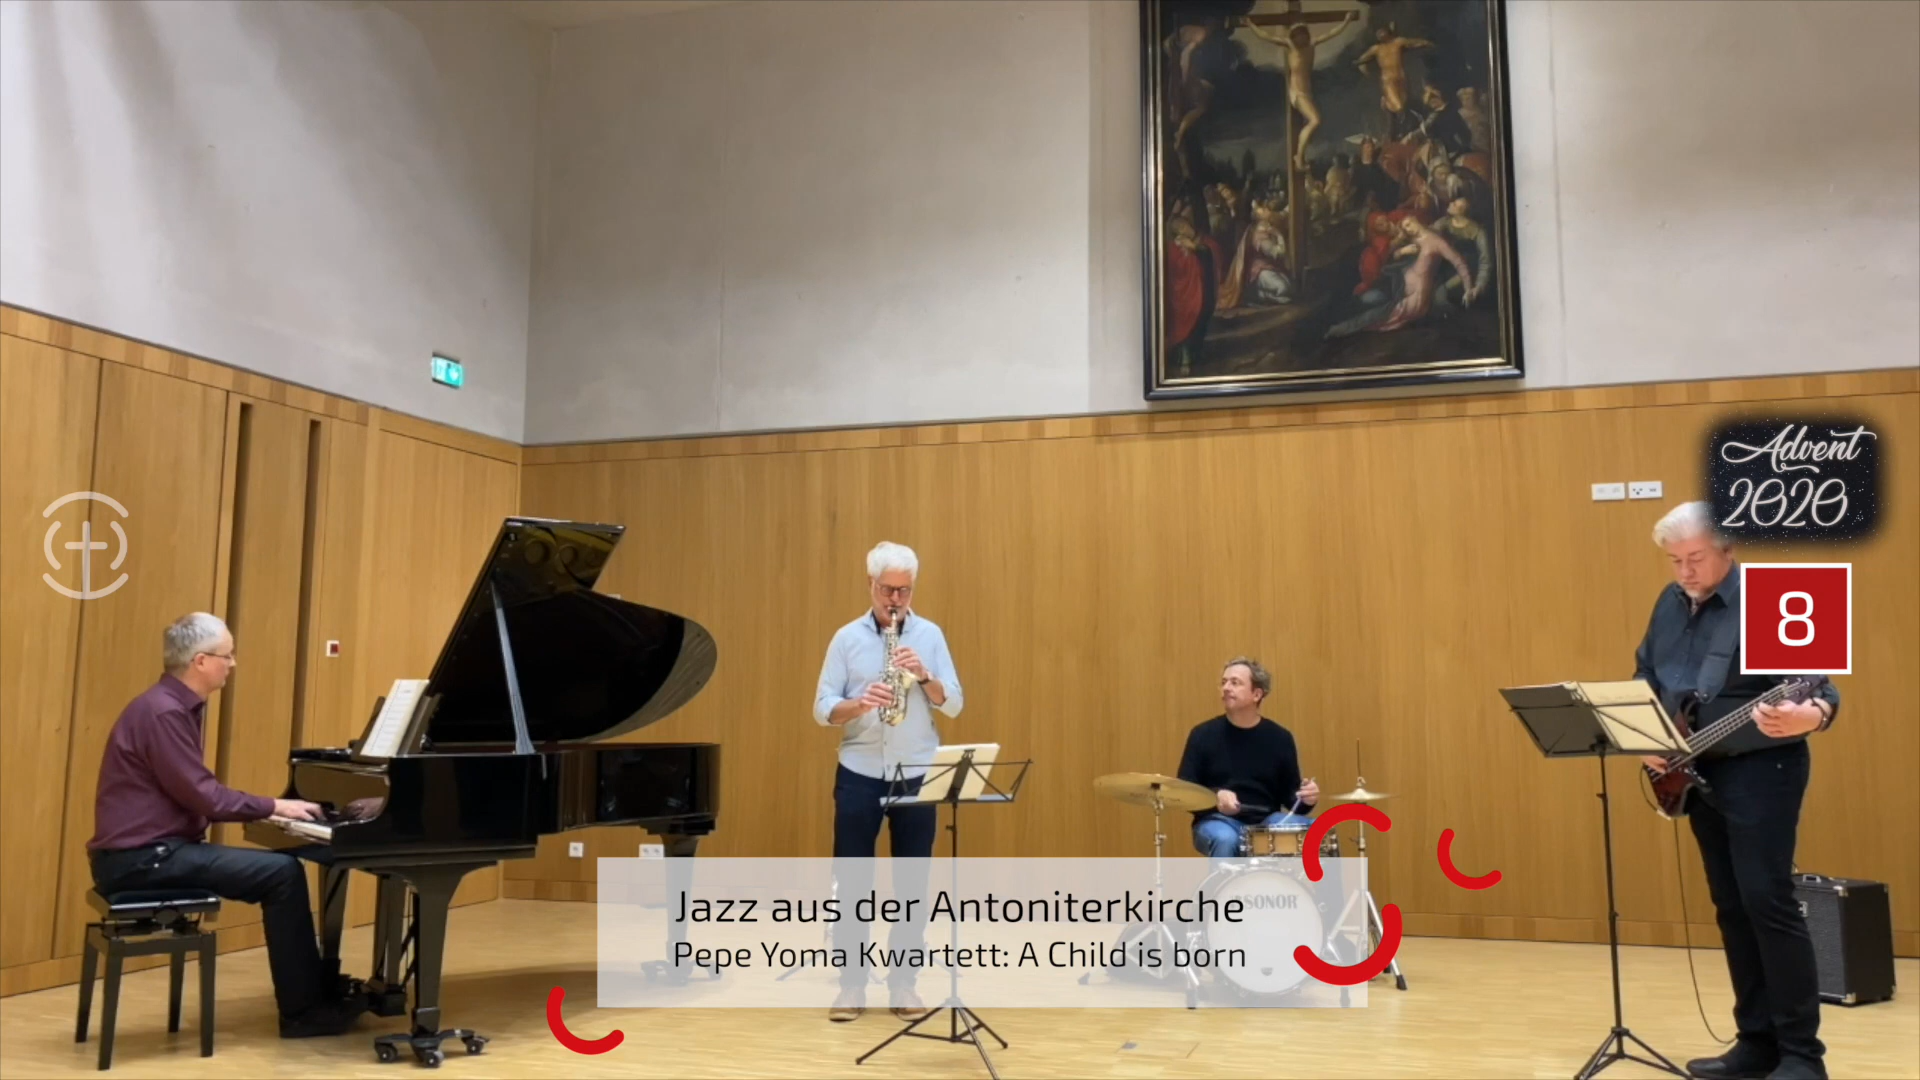 Advent
2020
8
SONOR
Jazz aus der Antoniterkirche
Pepe Yoma Kwartett: A Child is born